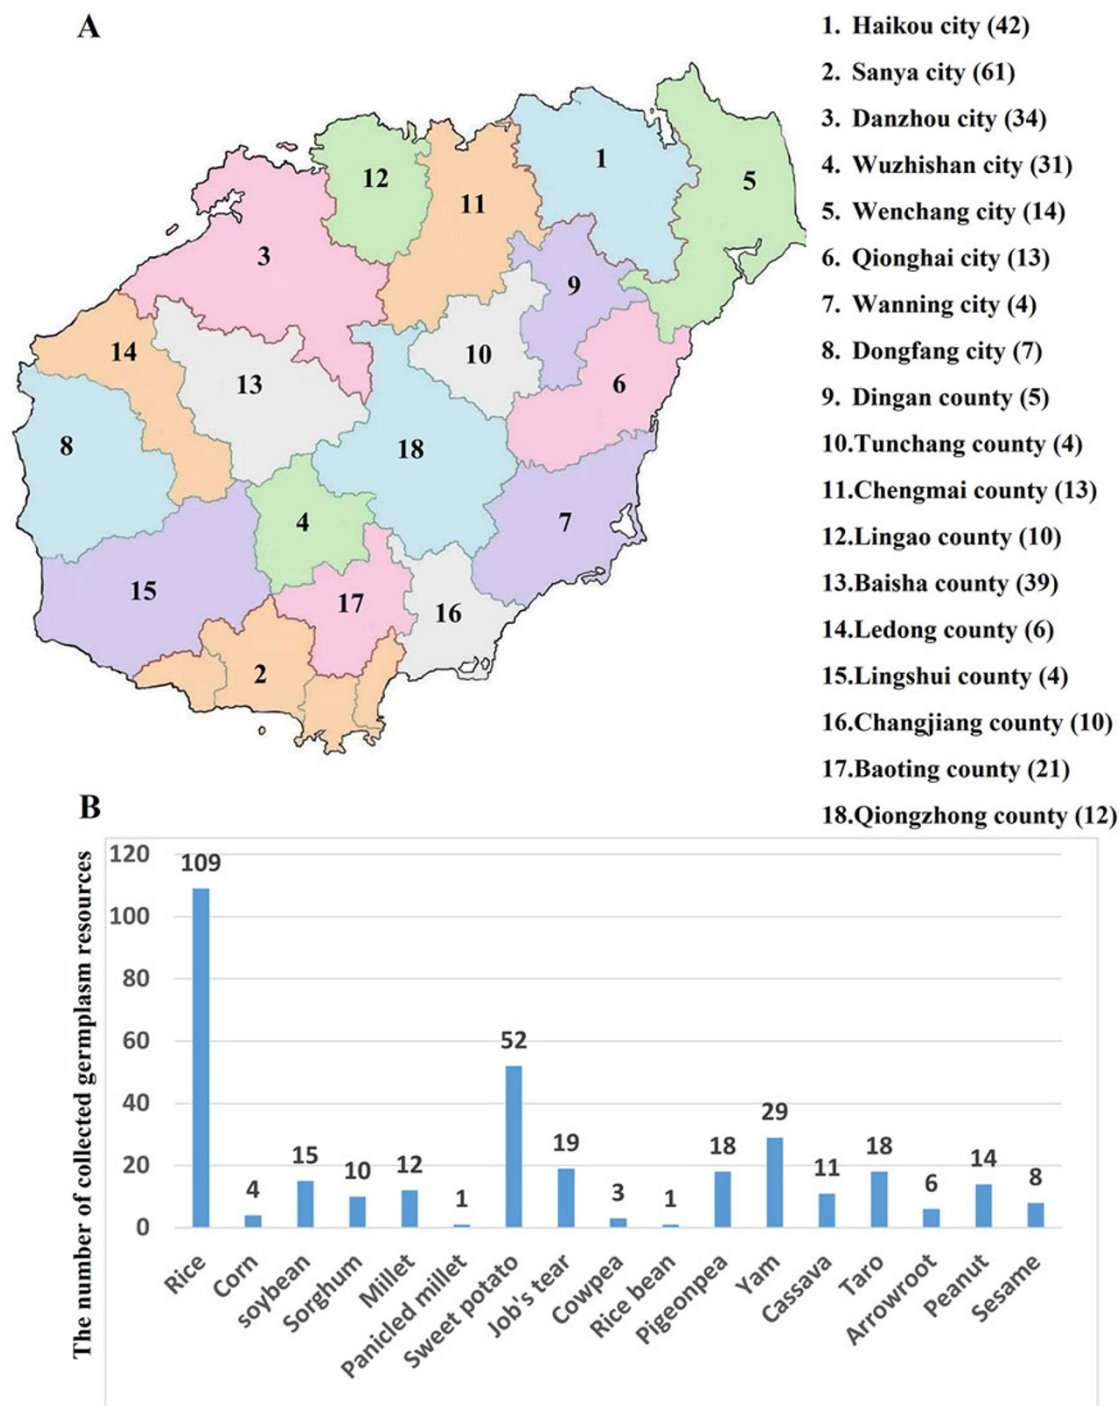 A
1. Haikou city (42)
2. Sanya city (61)
3. Danzhou city (34)
4. Wuzhishan city (31)
5. Wenchang city (14)
6. Qionghai city (13)
7. Wanning city (4)
8. Dongfang city (7)
9. Dingan county (5)
10.Tunchang county (4)
11.Chengmai county (13)
12.Lingao county (10)
13.Baisha county (39)
14.Ledong county (6)
15.Lingshui county (4)
16.Changjiang county (10)
17.Baoting county (21)
18.Qiongzhong county (12)
1
12
5
11
3
9
14
10
13
6
8
18
4
7
15
17
16
2
B
The number of collected germplasm resources
120
100
80
60
40
20
0
109
4
15
10
12
1
52
19
3
1
18
29
11
18
6
14
8
Rice
Corn
soybean
Sorghum
Millet
Panicled millet
Sweet potato
Job's tear
Cowpea
Rice bean
Pigeonpea
Yam
Cassava
Taro
Arrowroot
Peanut
Sesame